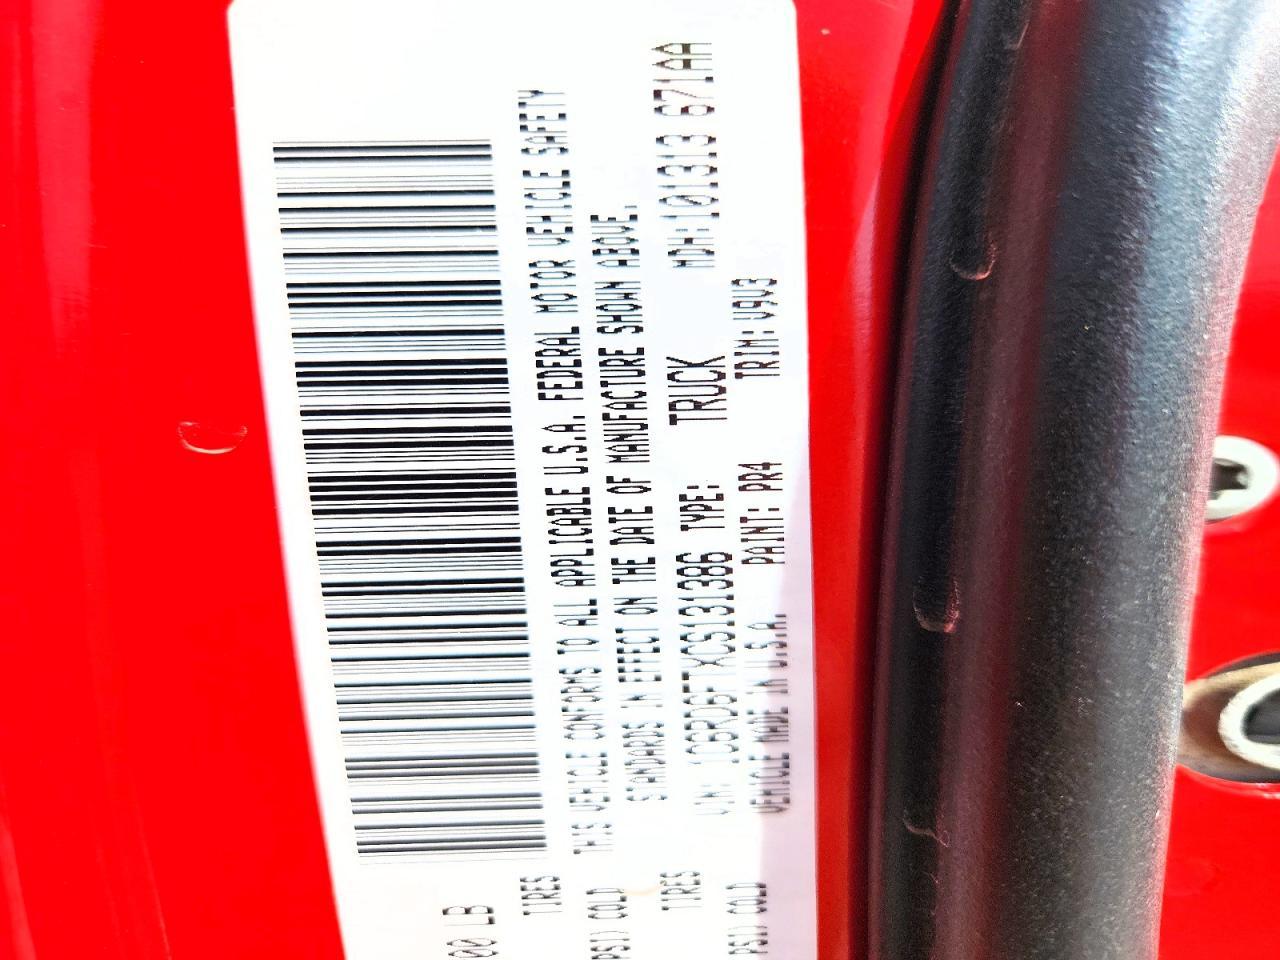 00 LB
TIRES
THIS VEHICLE CONFORMS TO ALL APPLICABLE U.S.A. FEDERAL MOTOR VEHICLE SAFETY
PSI) COLD
STANDARDS IN EFFECT ON THE DATE OF MANUFACTURE SHOWN ABOVE.
TIRES
VIN: TYPE: TRUCK MDH:101313 671AA
PSI) COLD
VEHICLE MADE IN U.S.A. PAINT: PR4 TRIM: V9U3